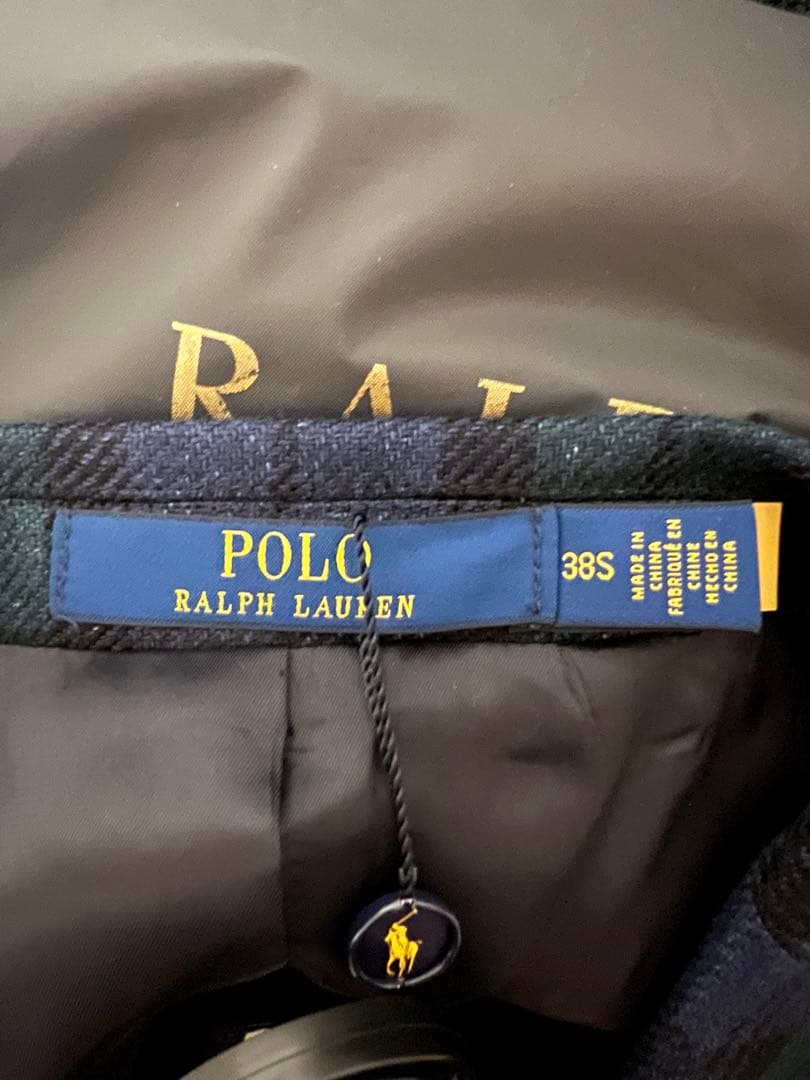 RAL
POLO
RALPH LAUREN
38S
MADE IN
CHINA
FABRIQUÉ EN
CHINE
HECHO EN
CHINA